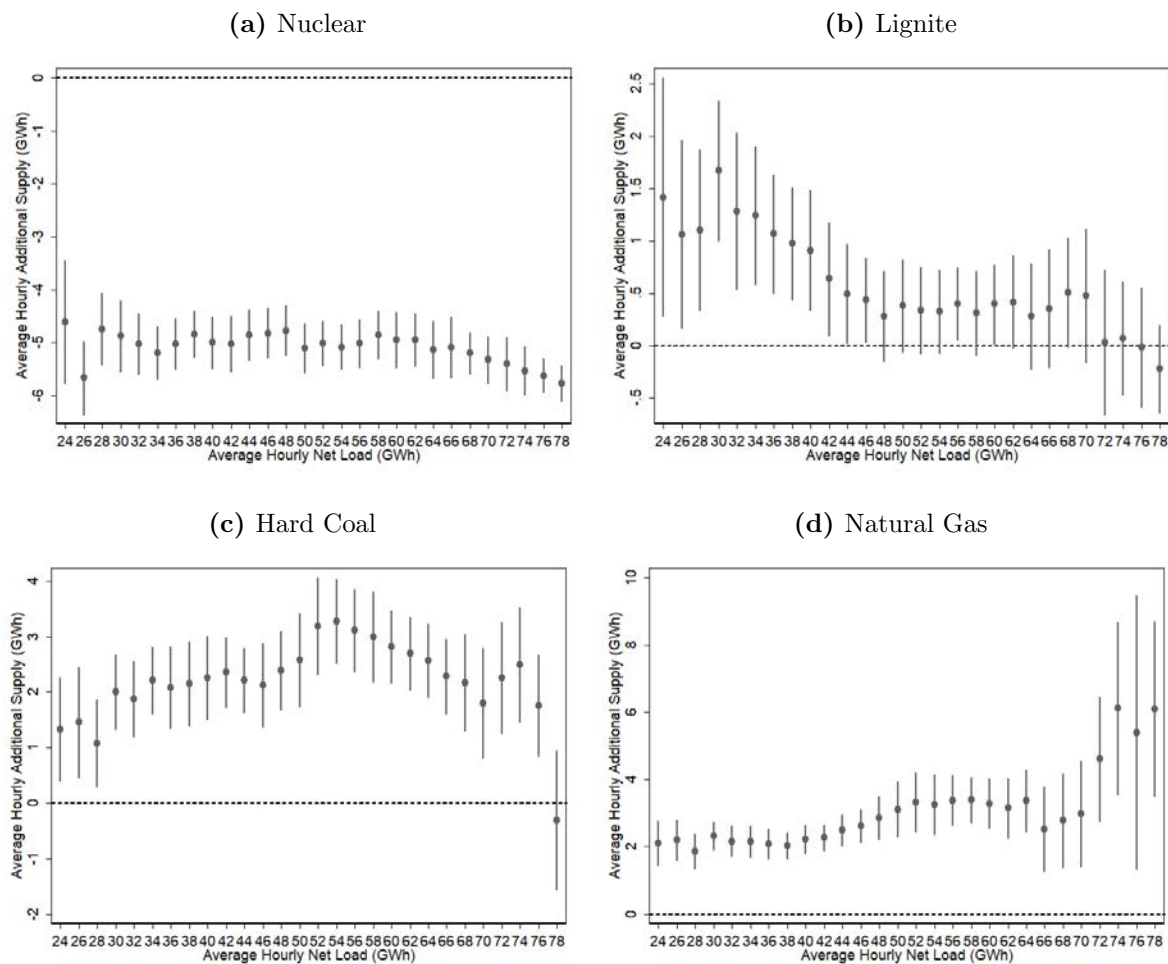 (a) Nuclear
Average Hourly Additional Supply (GWh)
0
-1
-2
-3
-4
-5
-6
24 26 28 30 32 34 36 38 40 42 44 46 48 50 52 54 56 58 60 62 64 66 68 70 72 74 76 78
Average Hourly Net Load (GWh)
(b) Lignite
Average Hourly Additional Supply (GWh)
2.5
2
1.5
1
.5
0
-.5
24 26 28 30 32 34 36 38 40 42 44 46 48 50 52 54 56 58 60 62 64 66 68 70 72 74 76 78
Average Hourly Net Load (GWh)
(c) Hard Coal
Average Hourly Additional Supply (GWh)
4
3
2
1
0
-1
-2
24 26 28 30 32 34 36 38 40 42 44 46 48 50 52 54 56 58 60 62 64 66 68 70 72 74 76 78
Average Hourly Net Load (GWh)
(d) Natural Gas
Average Hourly Additional Supply (GWh)
10
8
6
4
2
0
24 26 28 30 32 34 36 38 40 42 44 46 48 50 52 54 56 58 60 62 64 66 68 70 72 74 76 78
Average Hourly Net Load (GWh)